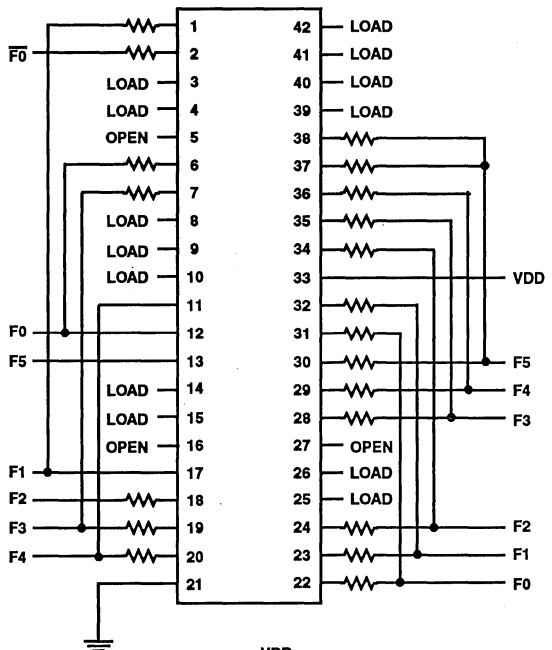 1 42 LOAD
F̅0̅ 2 41 LOAD
LOAD 3 40 LOAD
LOAD 4 39 LOAD
OPEN 5 38
6 37
7 36
LOAD 8 35
LOAD 9 34
LOAD 10 33 VDD
11 32
F0 12 31
F5 13 30 F5
LOAD 14 29 F4
LOAD 15 28 F3
OPEN 16 27 OPEN
F1 17 26 LOAD
F2 18 25 LOAD
F3 19 24 F2
F4 20 23 F1
21 22 F0
VDD